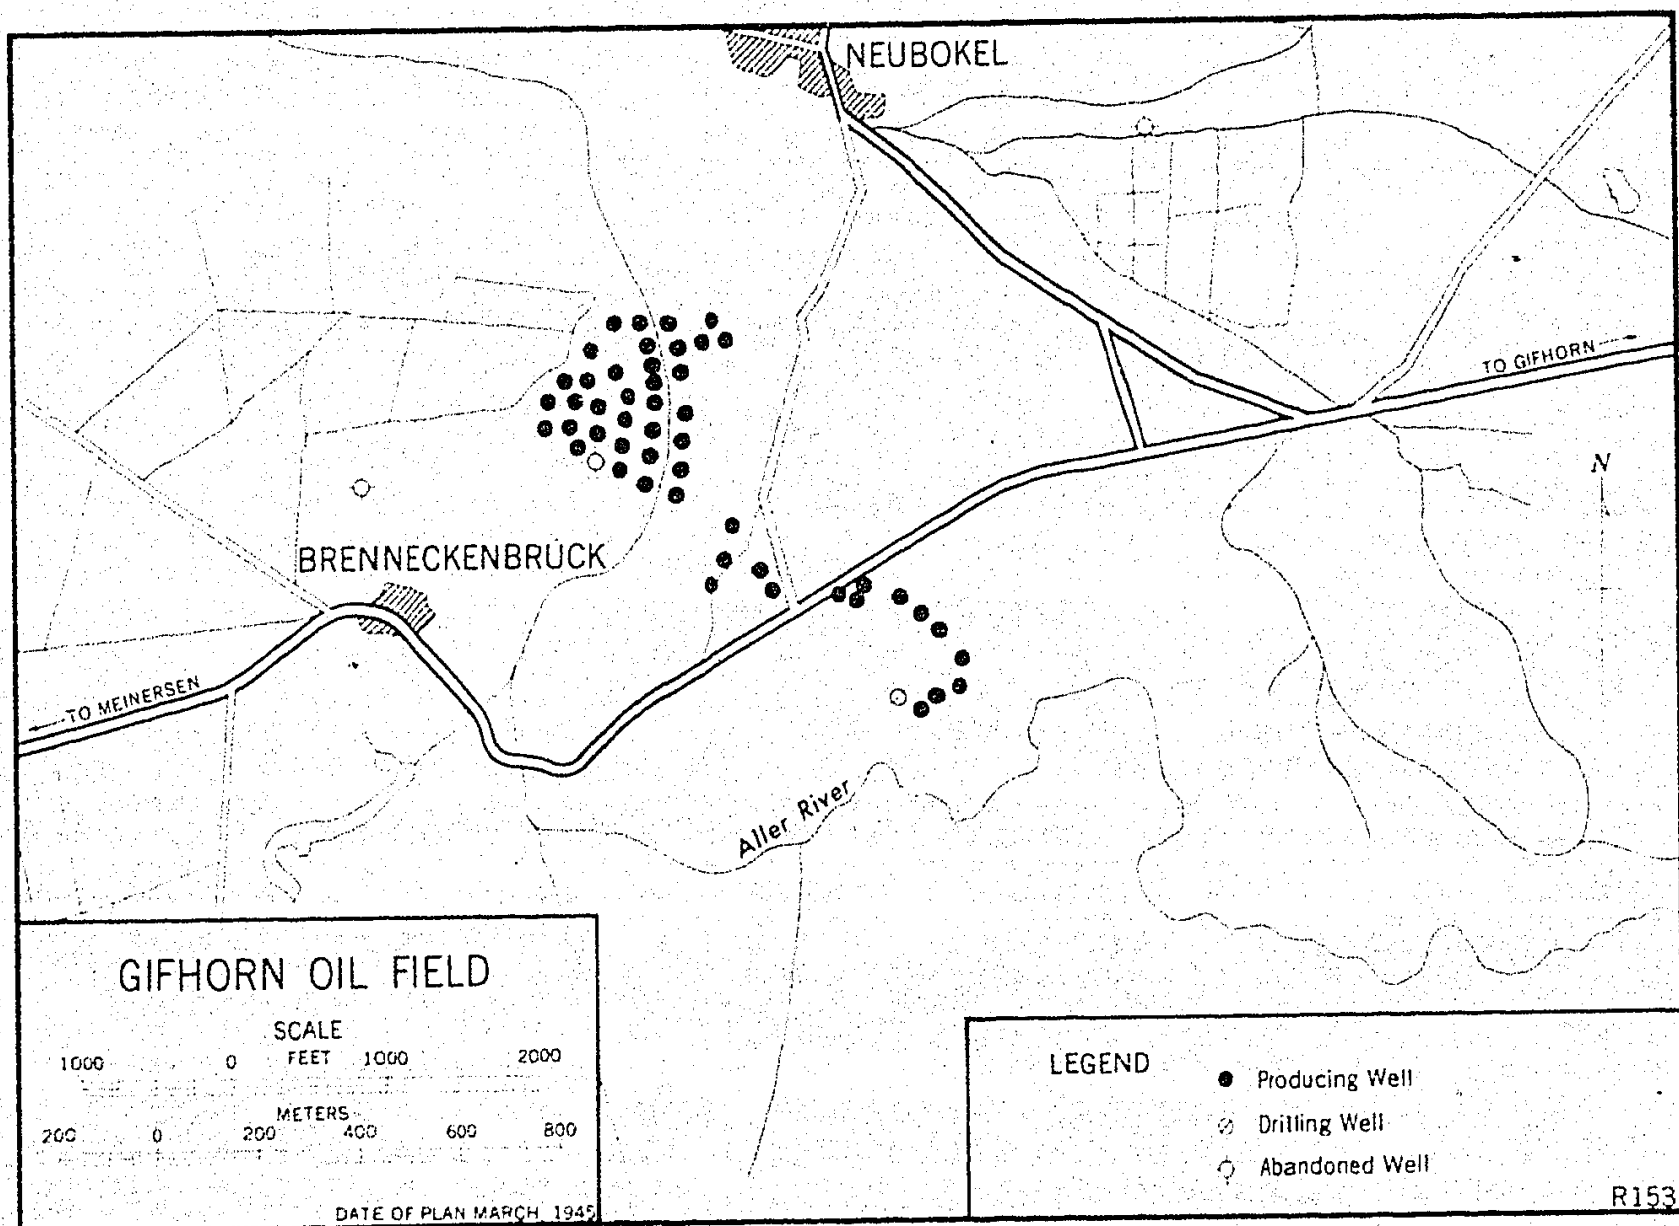 NEUBOKEL
TO GIFHORN
N
BRENNECKENBRÜCK
TO MEINERSEN
Aller River
GIFHORN OIL FIELD
SCALE
1000 0 FEET 1000 2000
METERS
200 0 200 400 600 800
DATE OF PLAN MARCH, 1945
LEGEND
Producing Well
Drilling Well
Abandoned Well
R153